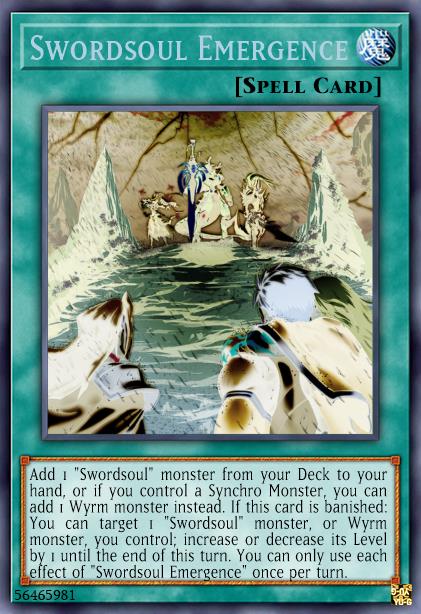 Swordsoul Emergence 魔
[Spell Card]
Add 1 "Swordsoul" monster from your Deck to your
hand, or if you control a Synchro Monster, you can
add 1 Wyrm monster instead. If this card is banished:
You can target 1 "Swordsoul" monster, or Wyrm
monster, you control; increase or decrease its Level
by 1 until the end of this turn. You can only use each
effect of "Swordsoul Emergence" once per turn.
56465981